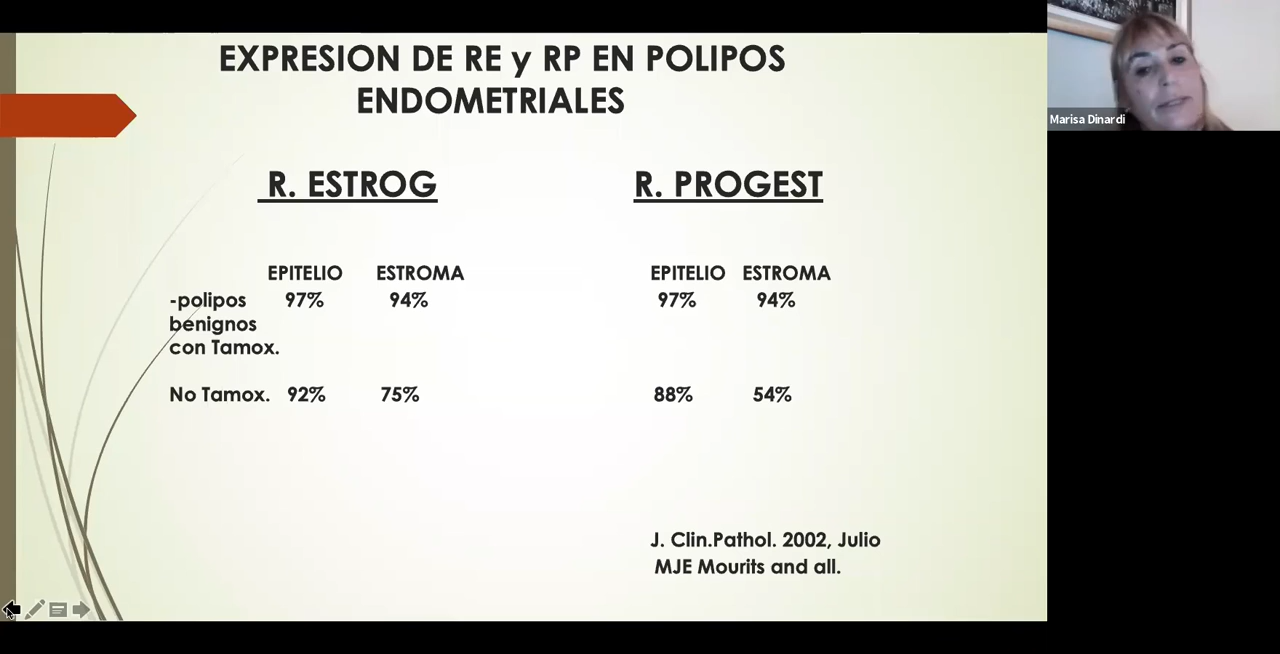 EXPRESION DE RE y RP EN POLIPOS
ENDOMETRIALES
R. ESTROG
R. PROGEST
EPITELIO ESTROMA
EPITELIO ESTROMA
-polipos 97% 94%
97% 94%
benignos
con Tamox.
No Tamox. 92% 75%
88% 54%
J. Clin.Pathol. 2002, Julio
MJE Mourits and all.
Marisa Dinardi